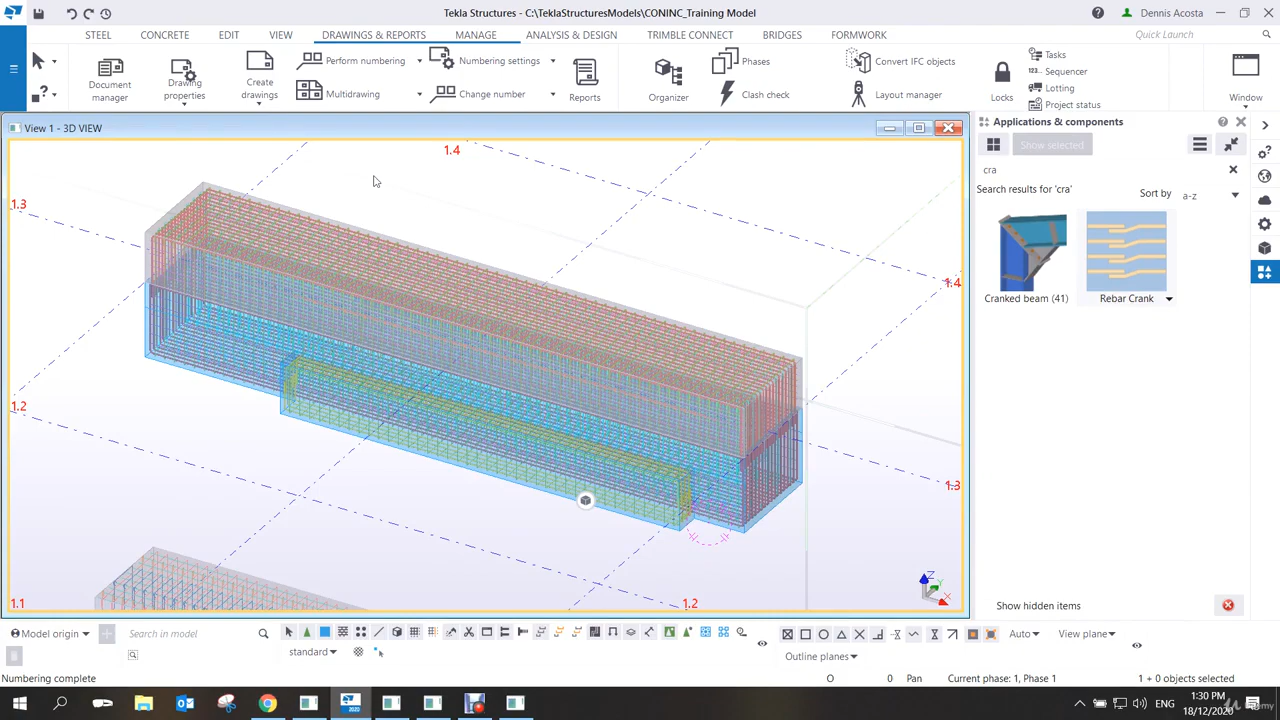 Tekla Structures - C:\TeklaStructuresModels\CONINC_Training Model
Dennis Acosta
STEEL CONCRETE EDIT VIEW DRAWINGS & REPORTS MANAGE ANALYSIS & DESIGN TRIMBLE CONNECT BRIDGES FORMWORK Quick Launch
Document manager
Drawing properties
Create drawings
Perform numbering
Multidrawing
Numbering settings
Change number
Reports
Organizer
Phases
Clash check
Convert IFC objects
Layout manager
Locks
Tasks
Sequencer
Lotting
Project status
Window
View 1 - 3D VIEW
1.4
1.3
1.4
1.2
1.3
1.1
1.2
Z
Y
X
Applications & components
Show selected
cra
Search results for 'cra'
Sort by a-z
Cranked beam (41)
Rebar Crank
Show hidden items
Model origin
Search in model
standard
Auto
View plane
Outline planes
Numbering complete
O 0 Pan Current phase: 1, Phase 1 1 + 0 objects selected
2020
ENG
1:30 PM
18/12/2020